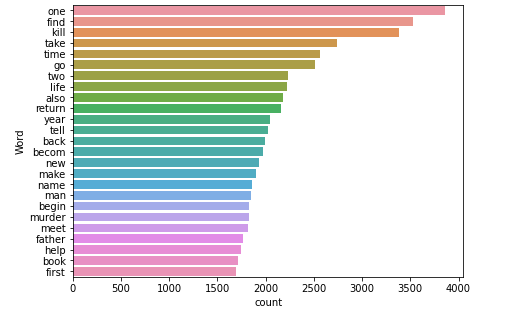 one
find
kill
take
time
go
two
life
also
return
year
tell
back
becom
new
make
name
man
begin
murder
meet
father
help
book
first
Word
0 500 1000 1500 2000 2500 3000 3500 4000
count